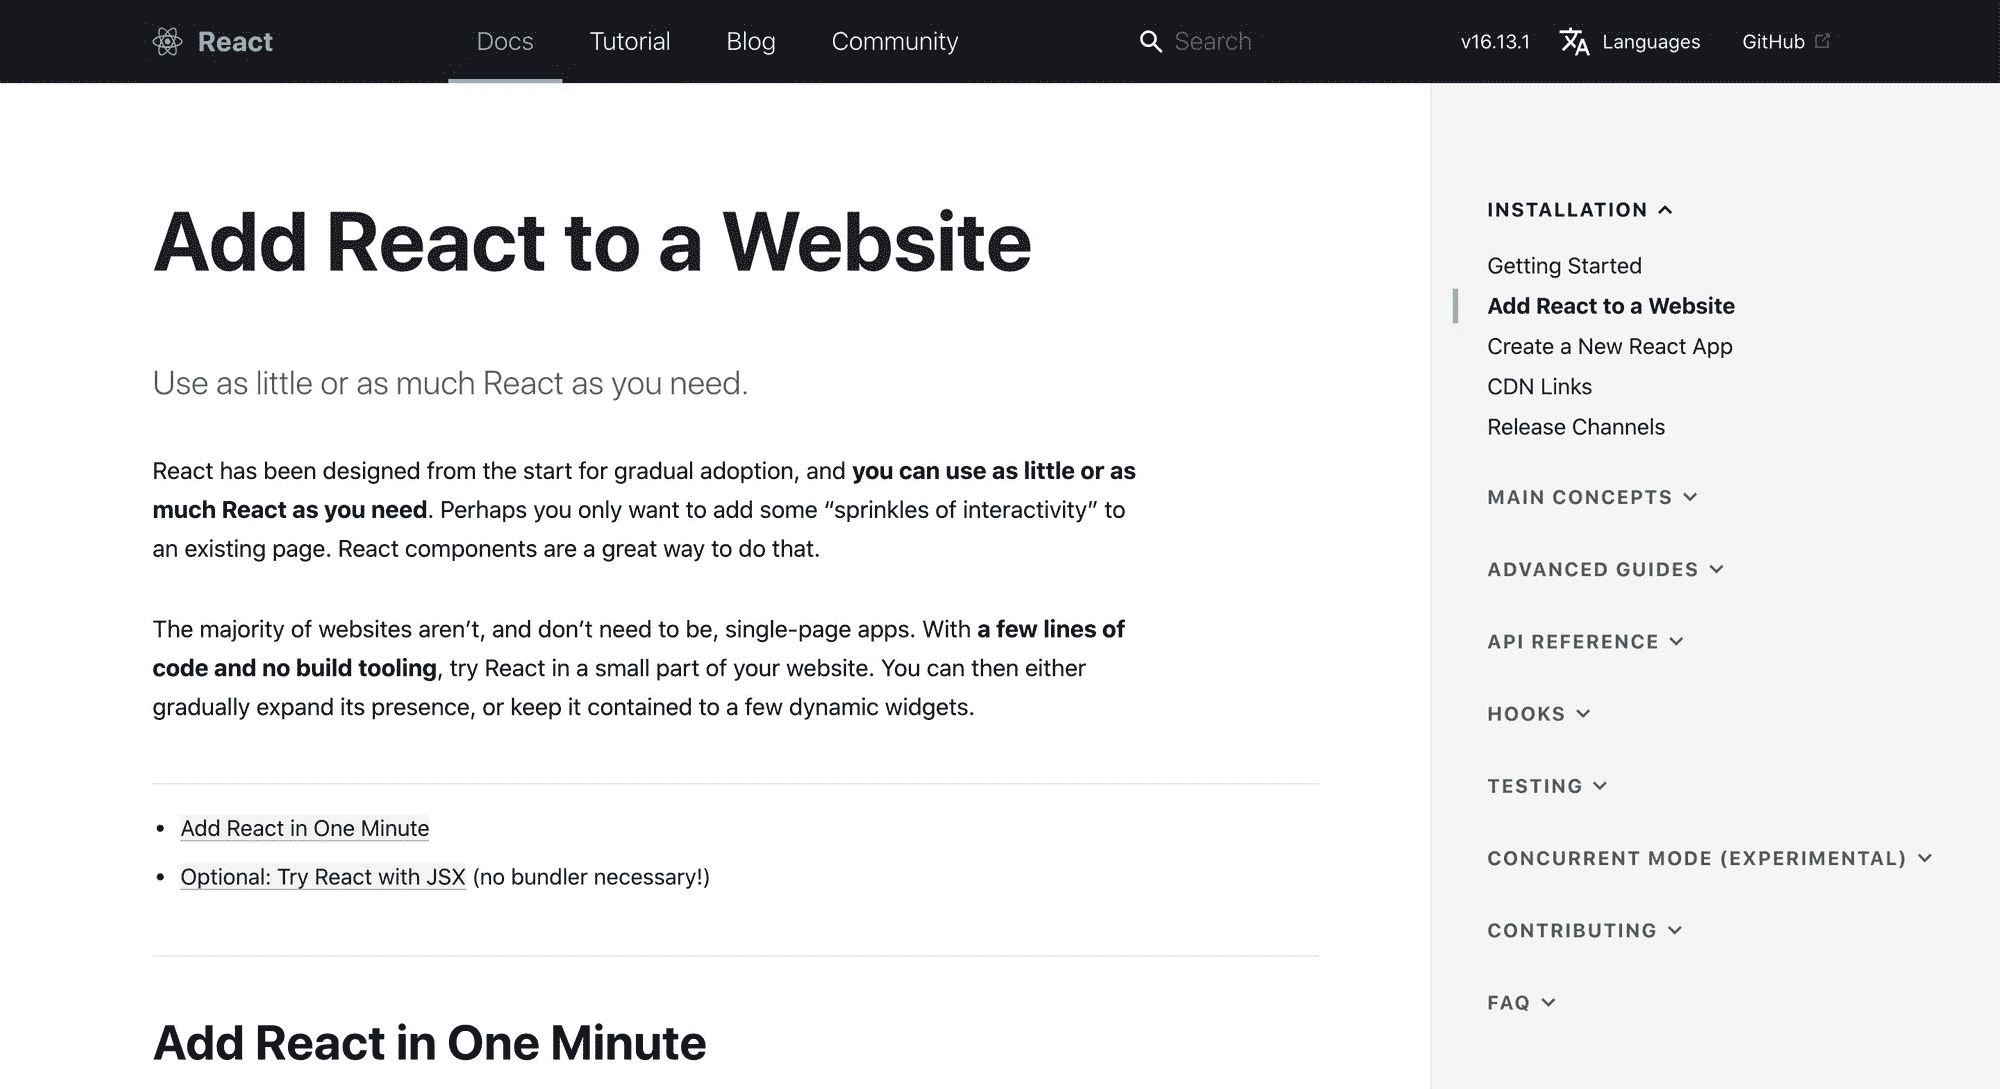 React
Docs
Tutorial
Blog
Community
Search
v16.13.1
Languages
GitHub
Add React to a Website
Use as little or as much React as you need.
React has been designed from the start for gradual adoption, and you can use as little or as
much React as you need. Perhaps you only want to add some “sprinkles of interactivity” to
an existing page. React components are a great way to do that.
The majority of websites aren’t, and don’t need to be, single-page apps. With a few lines of
code and no build tooling, try React in a small part of your website. You can then either
gradually expand its presence, or keep it contained to a few dynamic widgets.
• Add React in One Minute
• Optional: Try React with JSX (no bundler necessary!)
Add React in One Minute
INSTALLATION
Getting Started
Add React to a Website
Create a New React App
CDN Links
Release Channels
MAIN CONCEPTS
ADVANCED GUIDES
API REFERENCE
HOOKS
TESTING
CONCURRENT MODE (EXPERIMENTAL)
CONTRIBUTING
FAQ